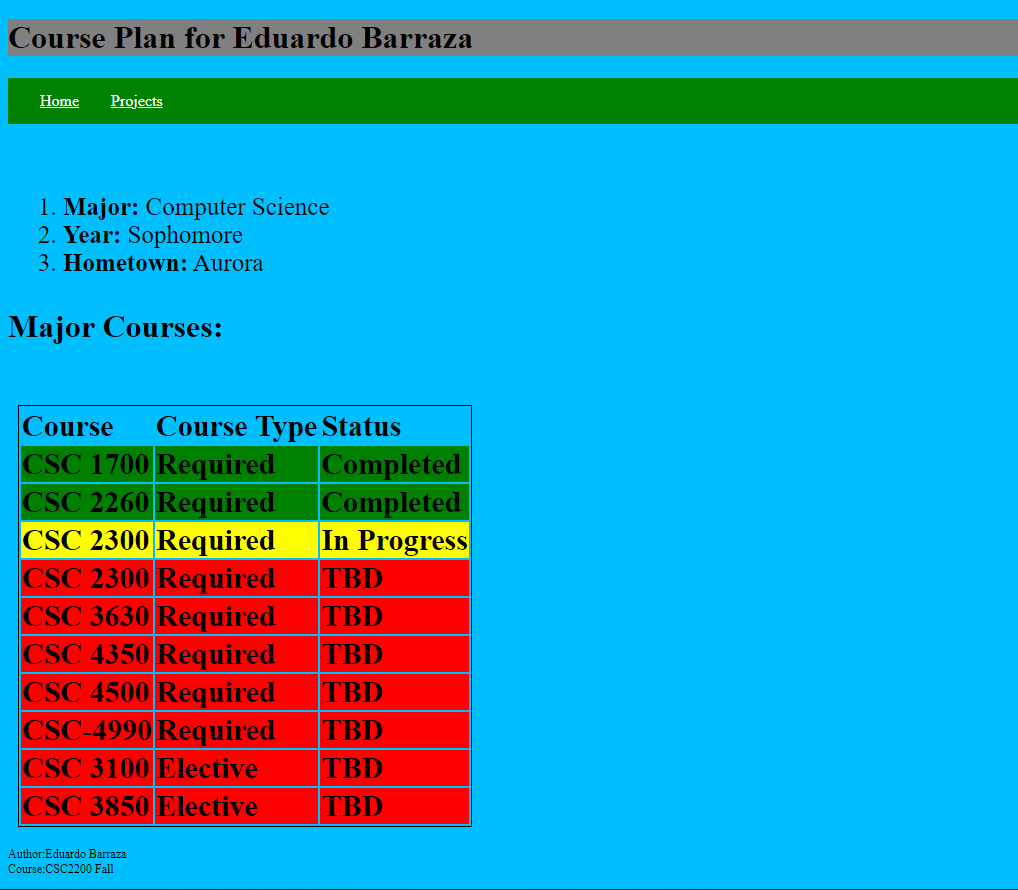 Course Plan for Eduardo Barraza
Home Projects
1. Major: Computer Science
2. Year: Sophomore
3. Hometown: Aurora
Major Courses:
Course Course Type Status
CSC 1700 Required Completed
CSC 2260 Required Completed
CSC 2300 Required In Progress
CSC 2300 Required TBD
CSC 3630 Required TBD
CSC 4350 Required TBD
CSC 4500 Required TBD
CSC-4990 Required TBD
CSC 3100 Elective TBD
CSC 3850 Elective TBD
Author:Eduardo Barraza
Course:CSC2200 Fall